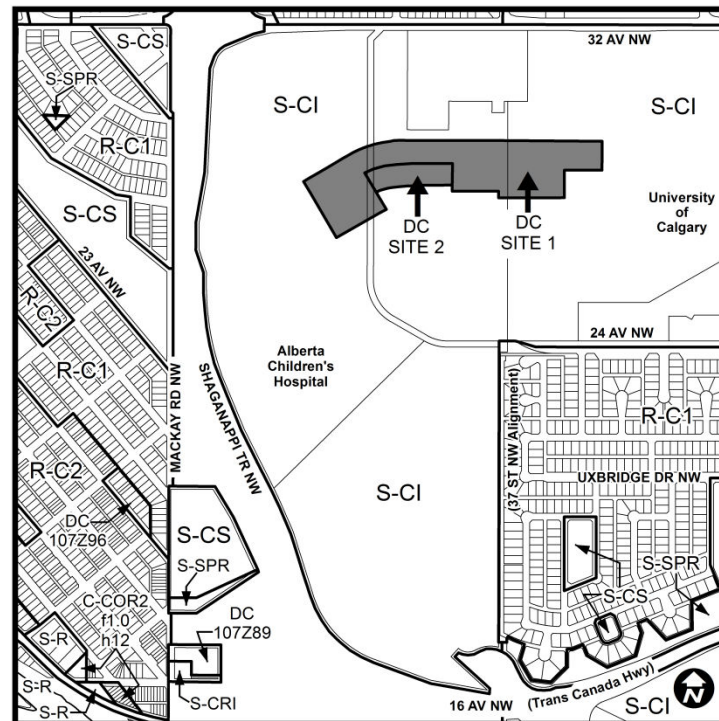 32 AV NW
S-CS
S-SPR
R-C1
S-CI
S-CI
S-CS
University
of
Calgary
DC
SITE 2
DC
SITE 1
23 AV NW
R-C2
R-C1
24 AV NW
Alberta
Children's
Hospital
MACKAY RD NW
SHAGANAPPI TR NW
(37 ST NW Alignment)
R-C1
R-C2
UXBRIDGE DR NW
S-CI
DC
107Z96
S-CS
S-SPR
S-SPR
S-CS
C-COR2
f1.0
h12
DC
107Z89
S-R
S-R
S-R
S-CRI
16 AV NW
(Trans Canada Hwy)
S-CI
N